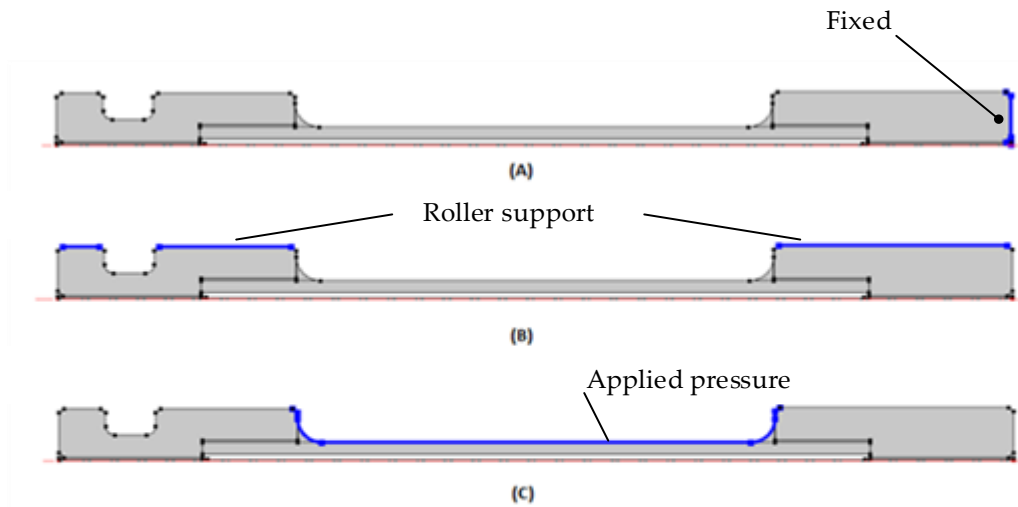 Fixed
(A)
Roller support
(B)
Applied pressure
(C)